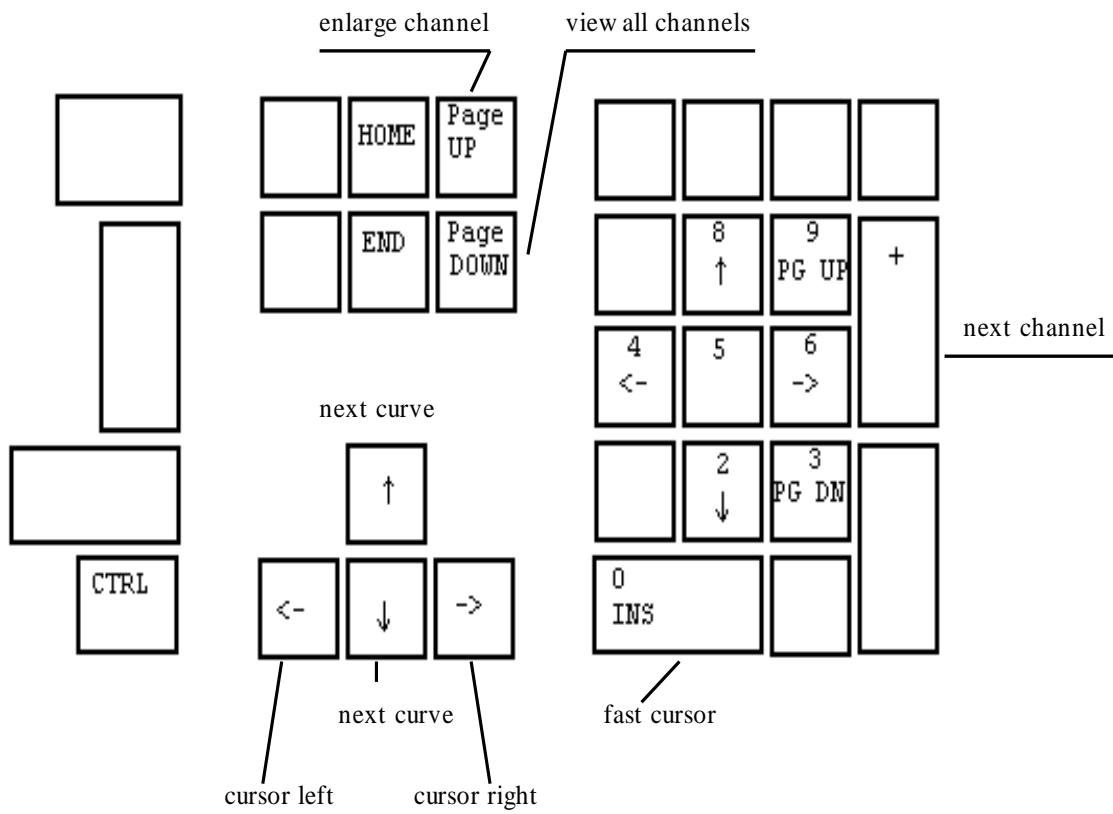 enlarge channel view all channels
HOME Page
UP
END Page
DOWN
8 9 +
↑ PG UP
next channel
4 5 6
<- ->
next curve
↑
2 3
↓ PG DN
CTRL
<- ↓ ->
0
INS
next curve fast cursor
cursor left cursor right